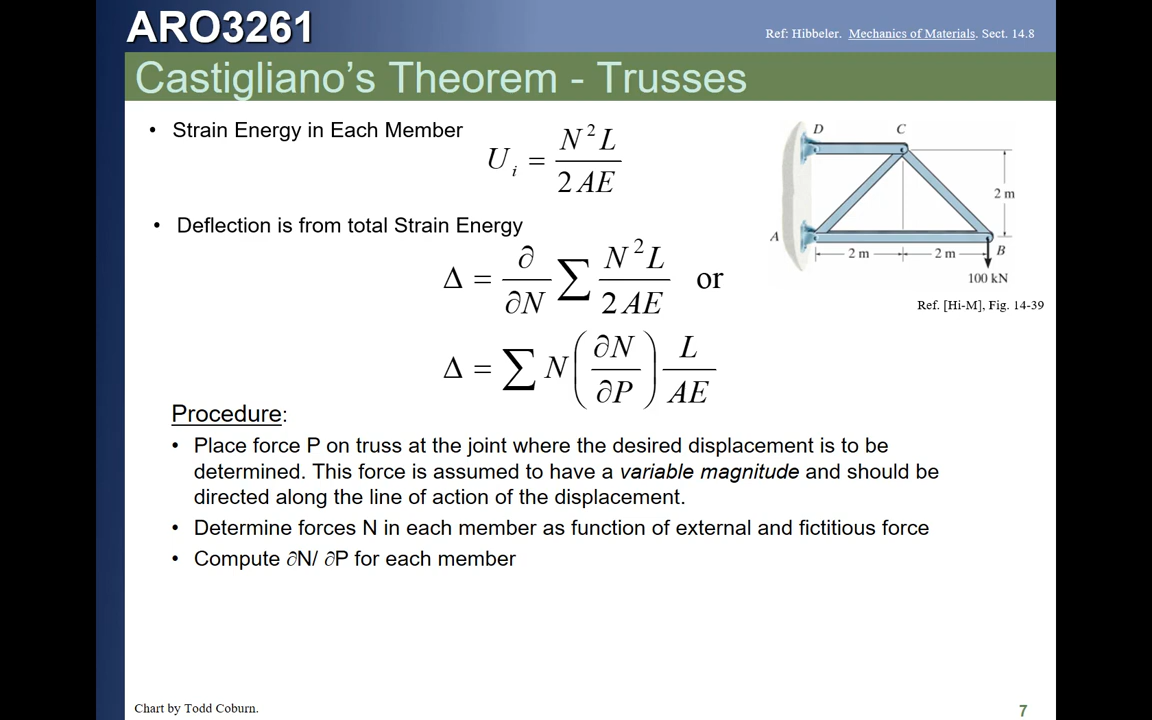 ARO3261
Ref: Hibbeler. Mechanics of Materials. Sect. 14.8
Castigliano's Theorem - Trusses
• Strain Energy in Each Member
U_i = N² L / 2 AE
• Deflection is from total Strain Energy
Δ = ∂/∂N ∑ N² L / 2 AE or
Δ = ∑ N (∂N/∂P) L / AE
D
C
2 m
A
B
2 m
2 m
100 kN
Ref. [Hi-M], Fig. 14-39
Procedure:
• Place force P on truss at the joint where the desired displacement is to be
determined. This force is assumed to have a variable magnitude and should be
directed along the line of action of the displacement.
• Determine forces N in each member as function of external and fictitious force
• Compute ∂N/ ∂P for each member
Chart by Todd Coburn.
7